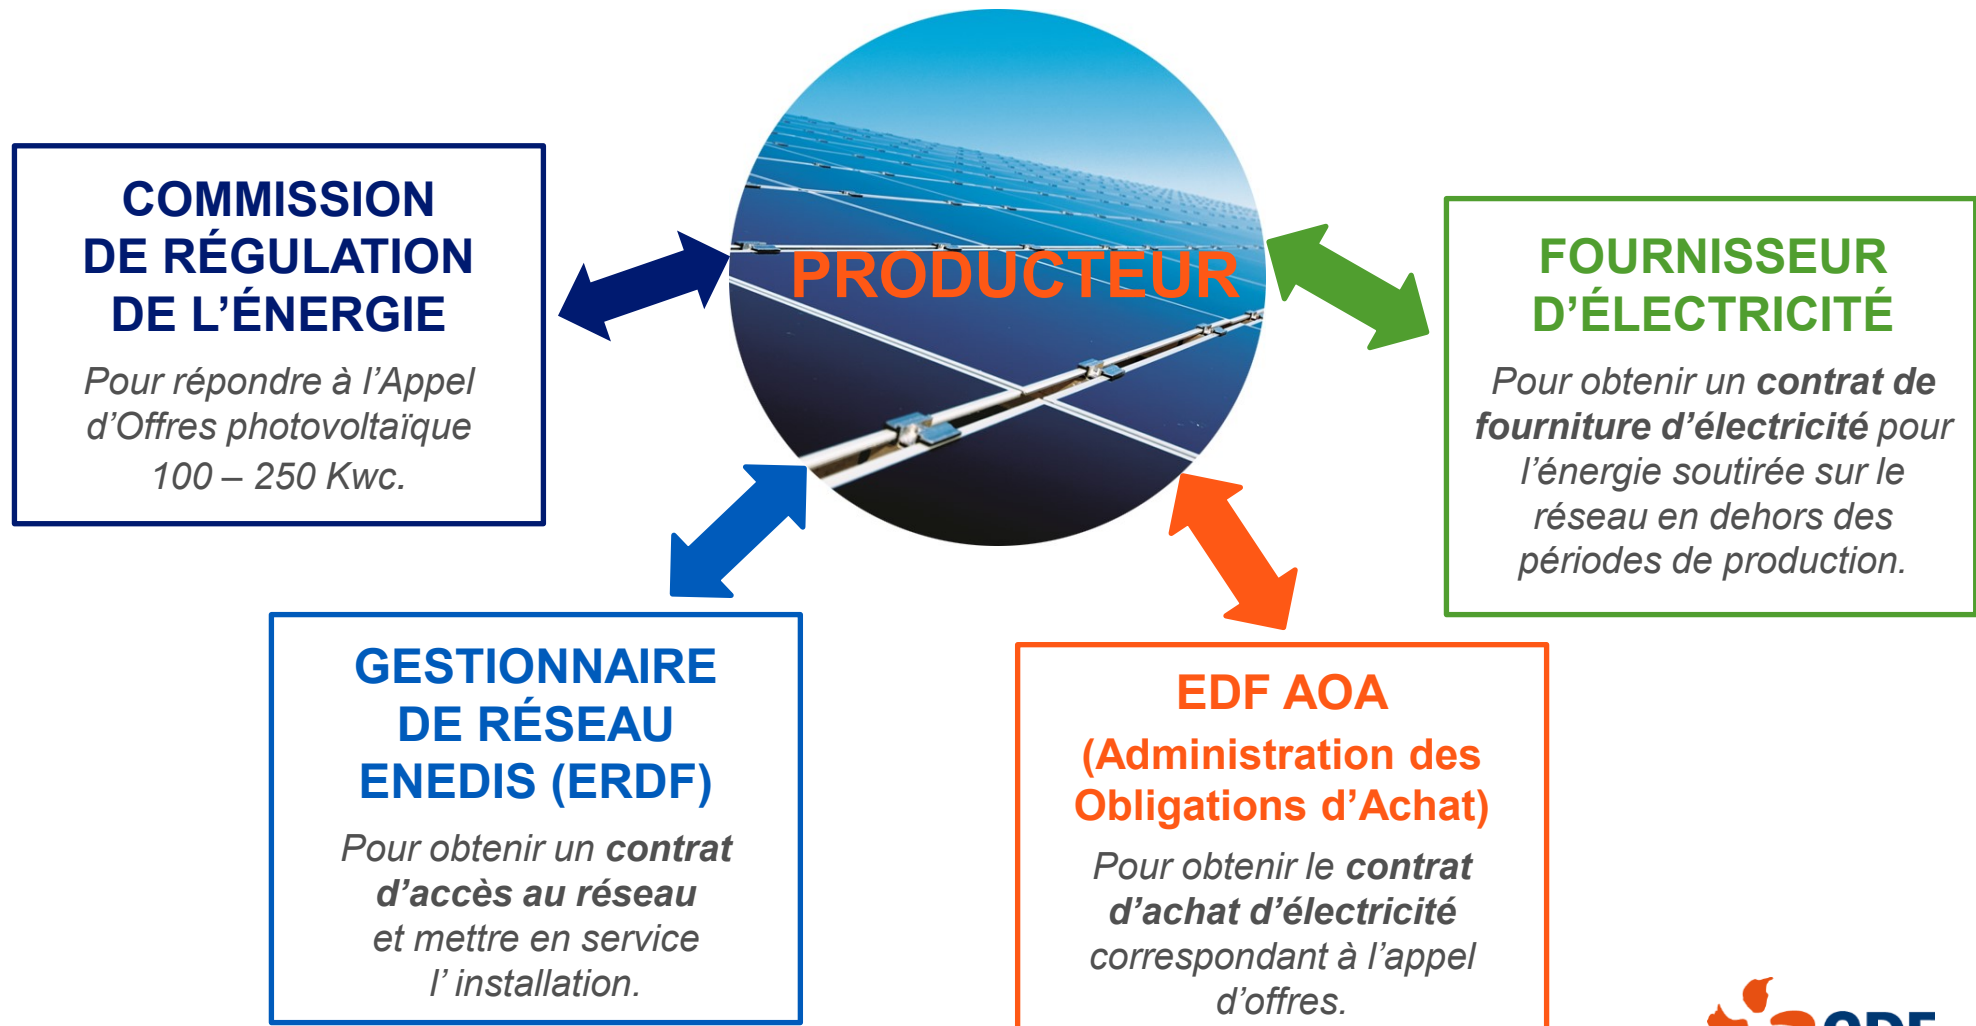 PRODUCTEUR
COMMISSION
DE RÉGULATION
DE L’ÉNERGIE
Pour répondre à l’Appel
d’Offres photovoltaïque
100 – 250 Kwc.
FOURNISSEUR
D’ÉLECTRICITÉ
Pour obtenir un contrat de
fourniture d’électricité pour
l’énergie soutirée sur le
réseau en dehors des
périodes de production.
GESTIONNAIRE
DE RÉSEAU
ENEDIS (ERDF)
Pour obtenir un contrat
d’accès au réseau
et mettre en service
l’ installation.
EDF AOA
(Administration des
Obligations d’Achat)
Pour obtenir le contrat
d’achat d’électricité
correspondant à l’appel
d’offres.